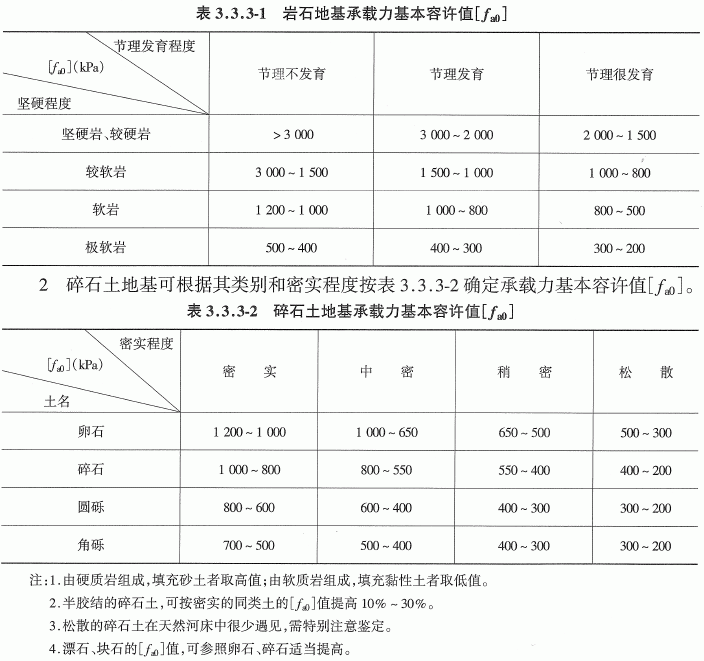 表 3.3.3-1 岩石地基承载力基本容许值[fa0]
节理发育程度
[fa0](kPa)
坚硬程度
节理不发育 节理发育 节理很发育
坚硬岩、较硬岩 >3 000 3 000~2 000 2 000~1 500
较软岩 3 000~1 500 1 500~1 000 1 000~800
软岩 1 200~1 000 1 000~800 800~500
极软岩 500~400 400~300 300~200
2 碎石土地基可根据其类别和密实程度按表 3.3.3-2 确定承载力基本容许值[fa0]。
表 3.3.3-2 碎石土地基承载力基本容许值[fa0]
密实程度
[fa0](kPa)
土名
密实 中密 稍密 松散
卵石 1 200~1 000 1 000~650 650~500 500~300
碎石 1 000~800 800~550 550~400 400~200
圆砾 800~600 600~400 400~300 300~200
角砾 700~500 500~400 400~300 300~200
注:1.由硬质岩组成,填充砂土者取高值;由软质岩组成,填充黏性土者取低值。
2.半胶结的碎石土,可按密实的同类土的[fa0]值提高10%~30%。
3.松散的碎石土在天然河床中很少遇见,需特别注意鉴定。
4.漂石、块石的[fa0]值,可参照卵石、碎石适当提高。